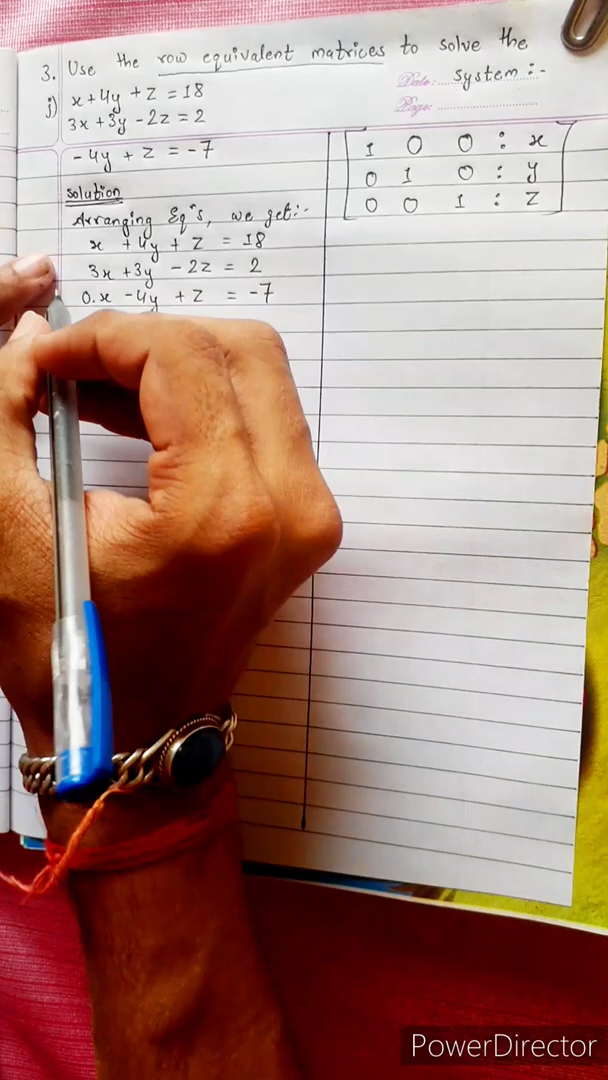 3. Use the row equivalent matrices to solve the
Date: system :-
Page:
j) x + 4y + z = 18
3x + 3y - 2z = 2
- 4y + z = -7
solution
Arranging Eqⁿs, we get:-
x + 4y + z = 18
3x + 3y - 2z = 2
0.x - 4y + z = -7
1 0 0 : x
0 1 0 : y
0 0 1 : z
PowerDirector